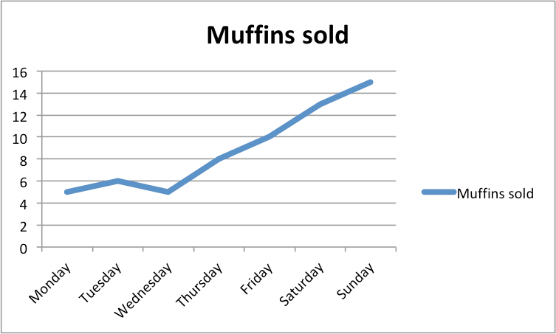 Muffins sold
16
14
12
10
8
6
4
2
0
Monday
Tuesday
Wednesday
Thursday
Friday
Saturday
Sunday
Muffins sold